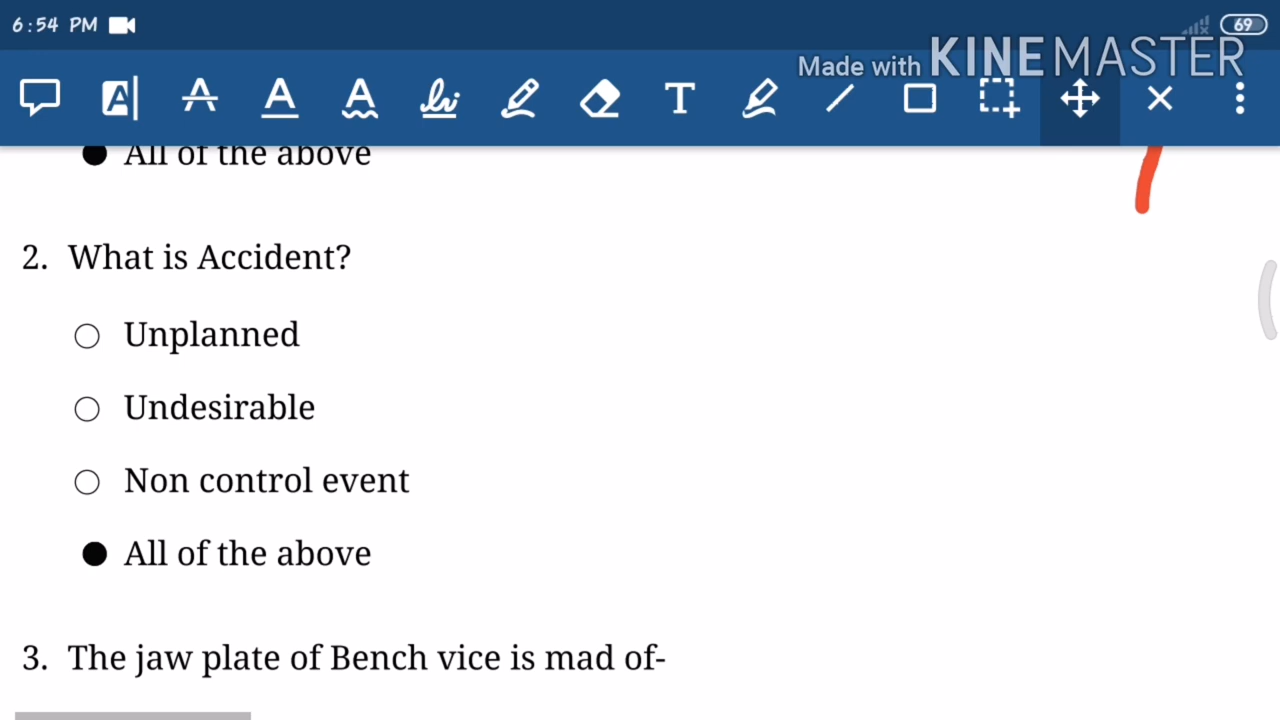 6:54 PM
69
Made with KINEMASTER
All of the above
2. What is Accident?
Unplanned
Undesirable
Non control event
All of the above
3. The jaw plate of Bench vice is mad of-